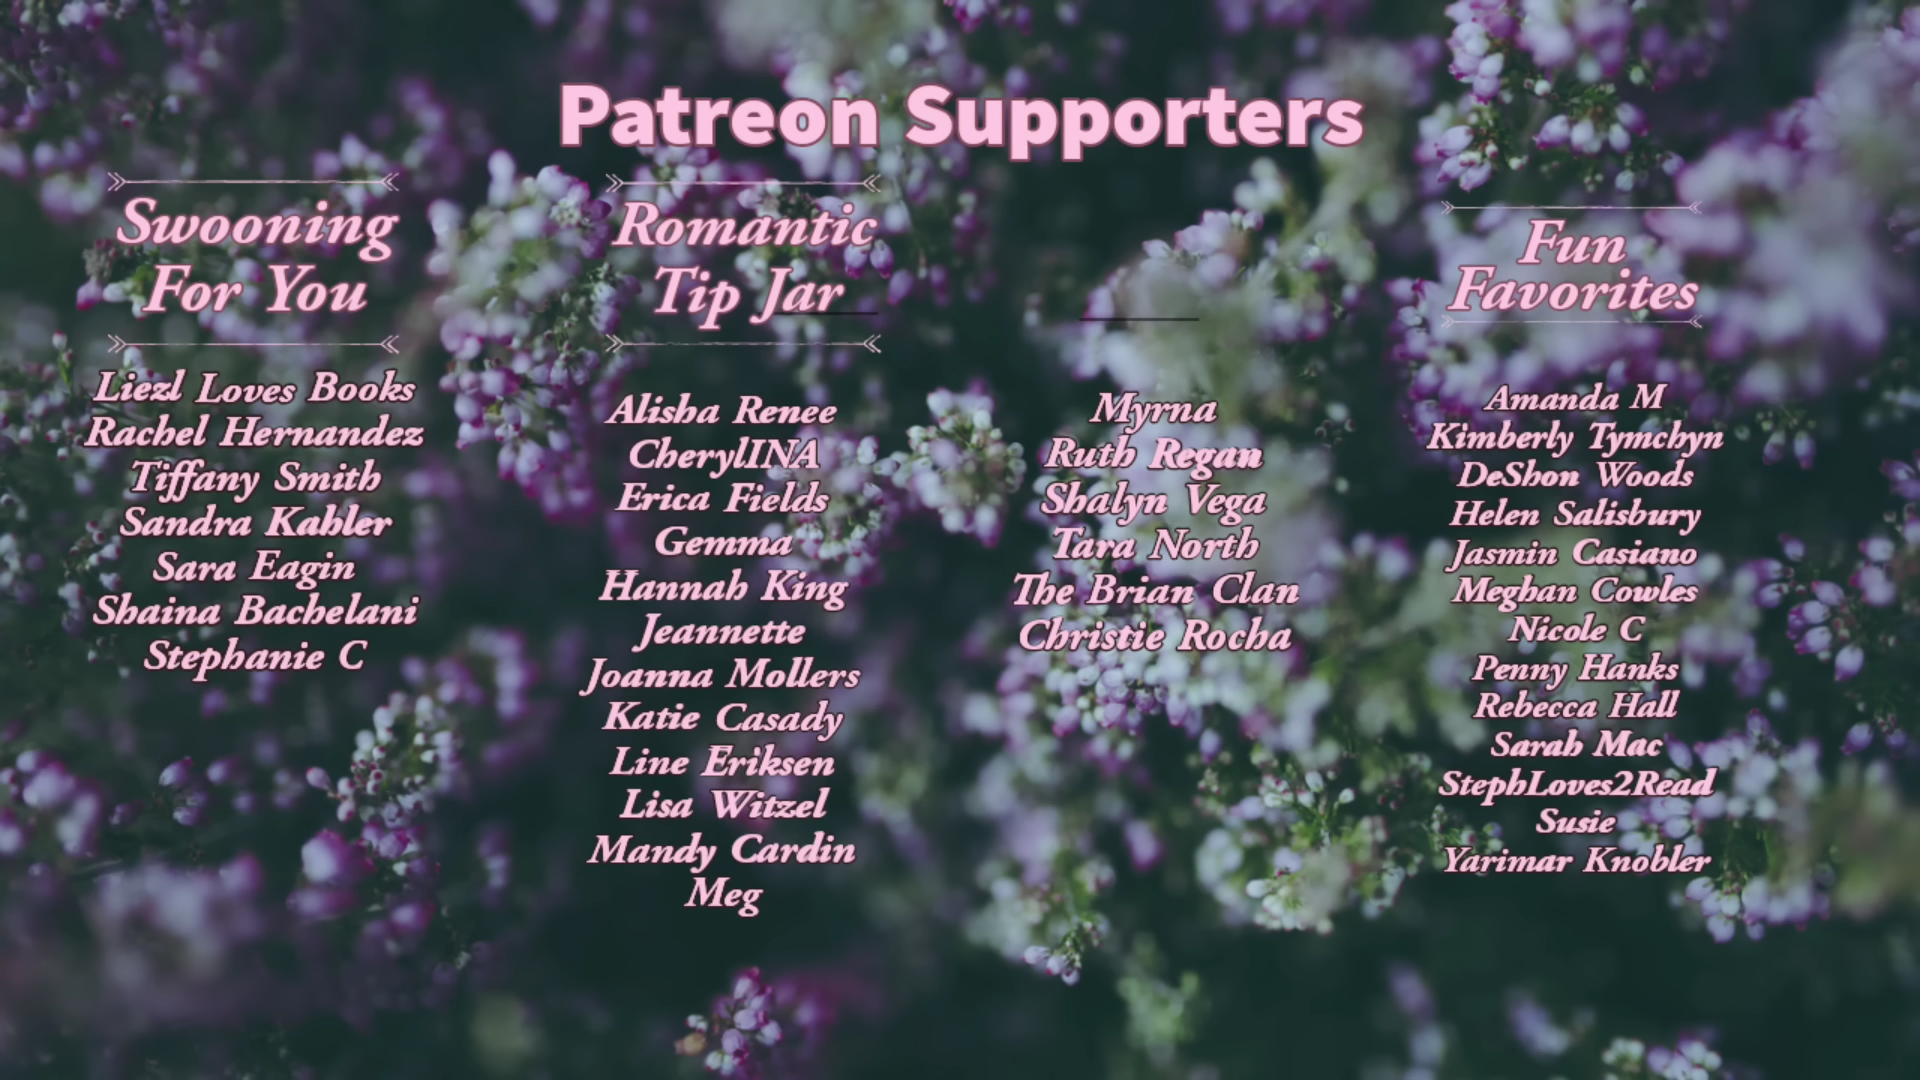 Patreon Supporters
Swooning
For You
Liezl Loves Books
Rachel Hernandez
Tiffany Smith
Sandra Kahler
Sara Eagin
Shaina Bachelani
Stephanie C
Romantic
Tip Jar
Alisha Renee
CherylINA
Erica Fields
Gemma
Hannah King
Jeannette
Joanna Mollers
Katie Casady
Line Eriksen
Lisa Witzel
Mandy Cardin
Meg
Myrna
Ruth Regan
Shalyn Vega
Tara North
The Brian Clan
Christie Rocha
Fun
Favorites
Amanda M
Kimberly Tymchyn
DeShon Woods
Helen Salisbury
Jasmin Casiano
Meghan Cowles
Nicole C
Penny Hanks
Rebecca Hall
Sarah Mac
StephLoves2Read
Susie
Yarimar Knobler